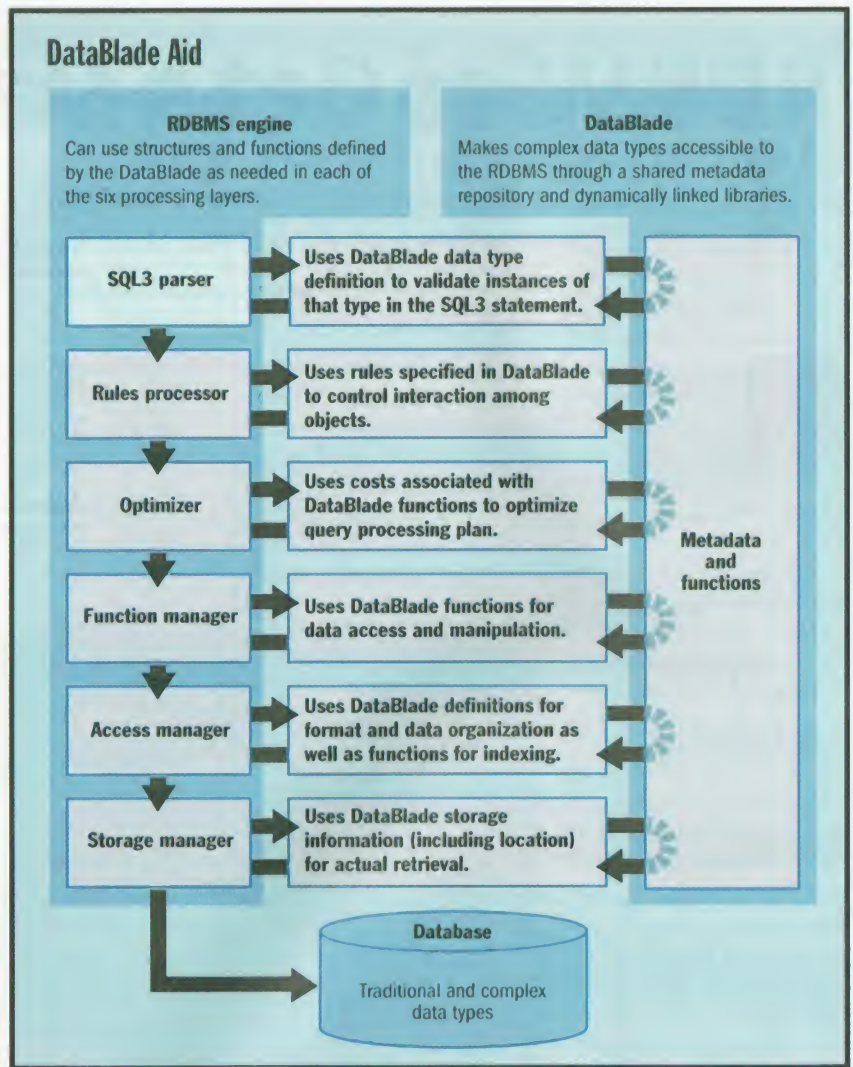 DataBlade Aid
RDBMS engine
Can use structures and functions defined
by the DataBlade as needed in each of
the six processing layers.
DataBlade
Makes complex data types accessible to
the RDBMS through a shared metadata
repository and dynamically linked libraries.
SQL3 parser
Uses DataBlade data type
definition to validate instances of
that type in the SQL3 statement.
Rules processor
Uses rules specified in DataBlade
to control interaction among
objects.
Optimizer
Uses costs associated with
DataBlade functions to optimize
query processing plan.
Metadata
and
functions
Function manager
Uses DataBlade functions for
data access and manipulation.
Access manager
Uses DataBlade definitions for
format and data organization as
well as functions for indexing.
Storage manager
Uses DataBlade storage
information (including location)
for actual retrieval.
Database
Traditional and complex
data types